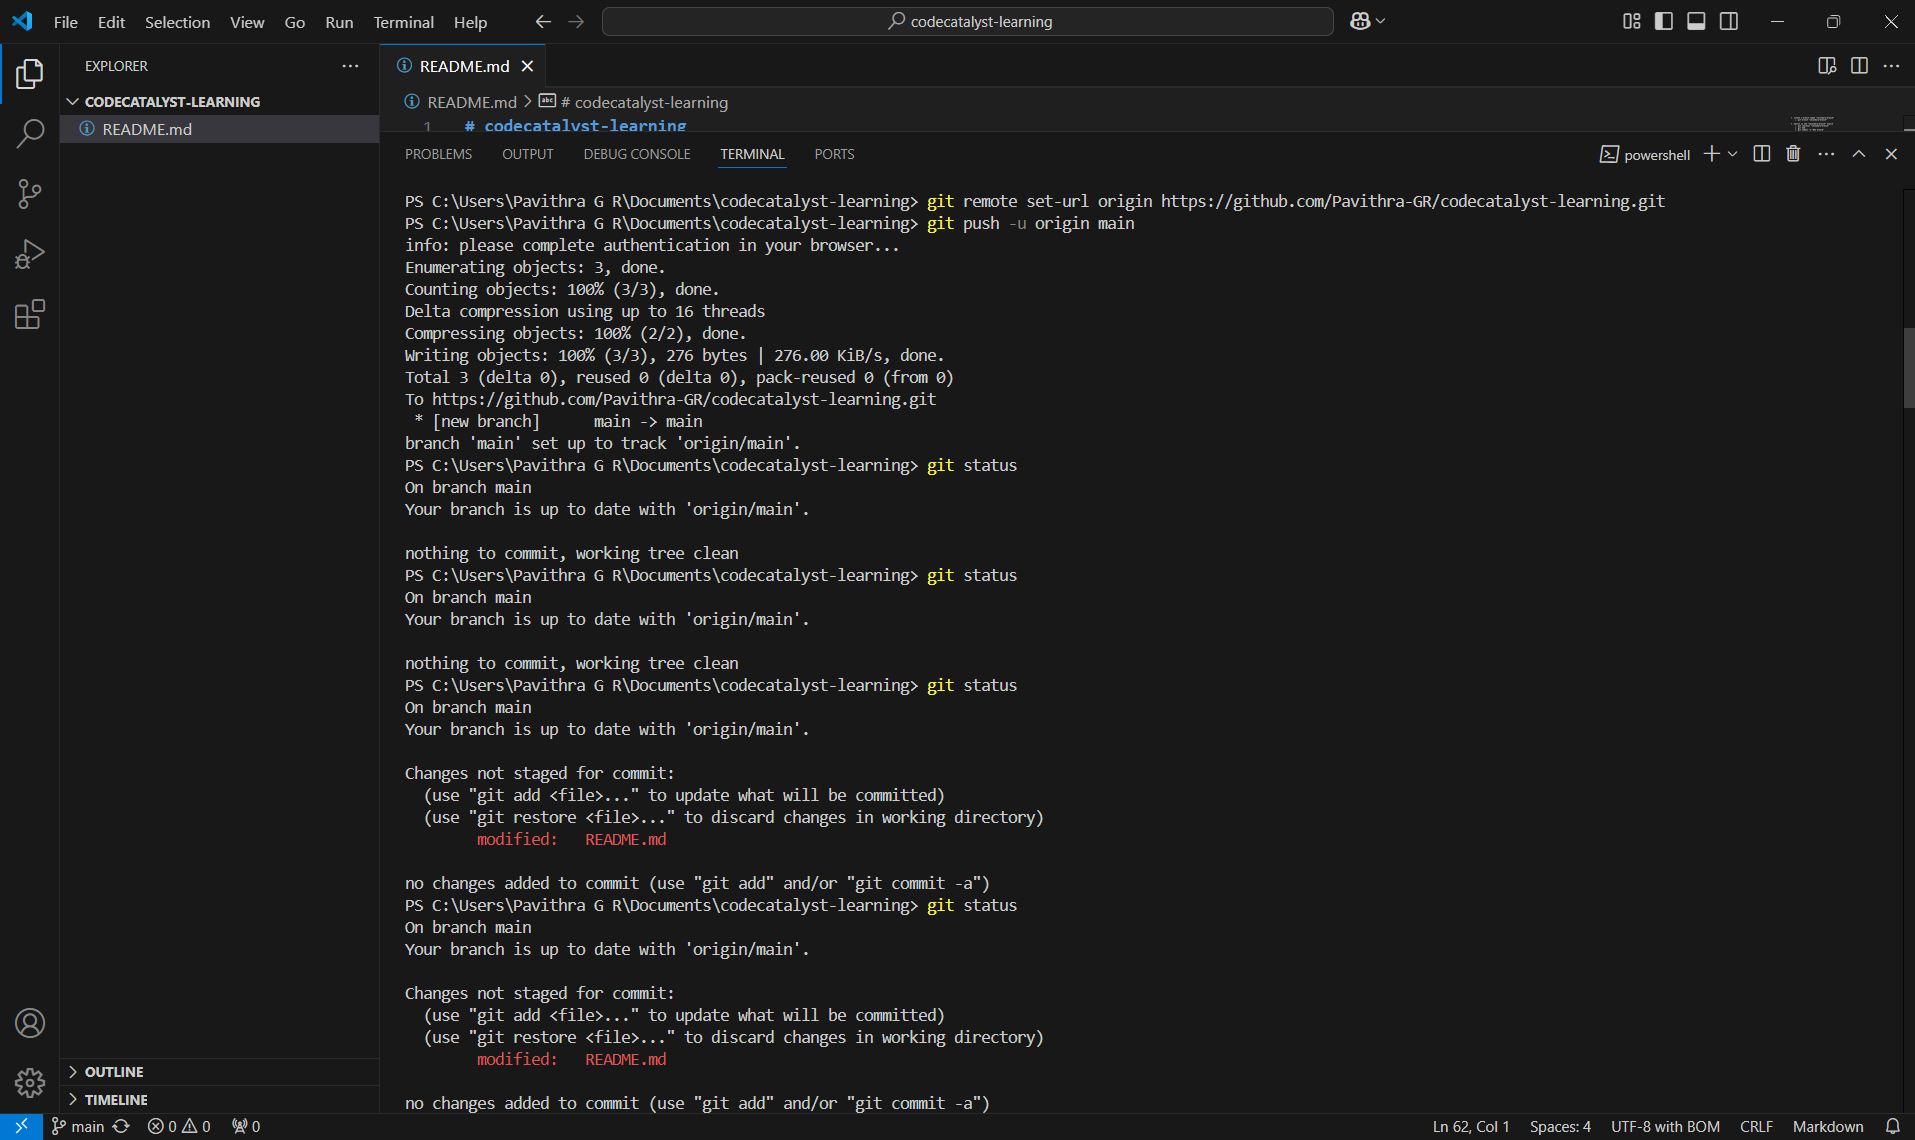 File Edit Selection View Go Run Terminal Help
codecatalyst-learning
EXPLORER
CODECATALYST-LEARNING
README.md
README.md
README.md > # codecatalyst-learning
1 # codecatalyst-learning
PROBLEMS OUTPUT DEBUG CONSOLE TERMINAL PORTS
powershell
PS C:\Users\Pavithra G R\Documents\codecatalyst-learning> git remote set-url origin https://github.com/Pavithra-GR/codecatalyst-learning.git
PS C:\Users\Pavithra G R\Documents\codecatalyst-learning> git push -u origin main
info: please complete authentication in your browser...
Enumerating objects: 3, done.
Counting objects: 100% (3/3), done.
Delta compression using up to 16 threads
Compressing objects: 100% (2/2), done.
Writing objects: 100% (3/3), 276 bytes | 276.00 KiB/s, done.
Total 3 (delta 0), reused 0 (delta 0), pack-reused 0 (from 0)
To https://github.com/Pavithra-GR/codecatalyst-learning.git
* [new branch] main -> main
branch 'main' set up to track 'origin/main'.
PS C:\Users\Pavithra G R\Documents\codecatalyst-learning> git status
On branch main
Your branch is up to date with 'origin/main'.
nothing to commit, working tree clean
PS C:\Users\Pavithra G R\Documents\codecatalyst-learning> git status
On branch main
Your branch is up to date with 'origin/main'.
nothing to commit, working tree clean
PS C:\Users\Pavithra G R\Documents\codecatalyst-learning> git status
On branch main
Your branch is up to date with 'origin/main'.
Changes not staged for commit:
(use "git add <file>..." to update what will be committed)
(use "git restore <file>..." to discard changes in working directory)
modified: README.md
no changes added to commit (use "git add" and/or "git commit -a")
PS C:\Users\Pavithra G R\Documents\codecatalyst-learning> git status
On branch main
Your branch is up to date with 'origin/main'.
Changes not staged for commit:
(use "git add <file>..." to update what will be committed)
(use "git restore <file>..." to discard changes in working directory)
modified: README.md
no changes added to commit (use "git add" and/or "git commit -a")
OUTLINE
TIMELINE
main 0 0 0
Ln 62, Col 1 Spaces: 4 UTF-8 with BOM CRLF Markdown